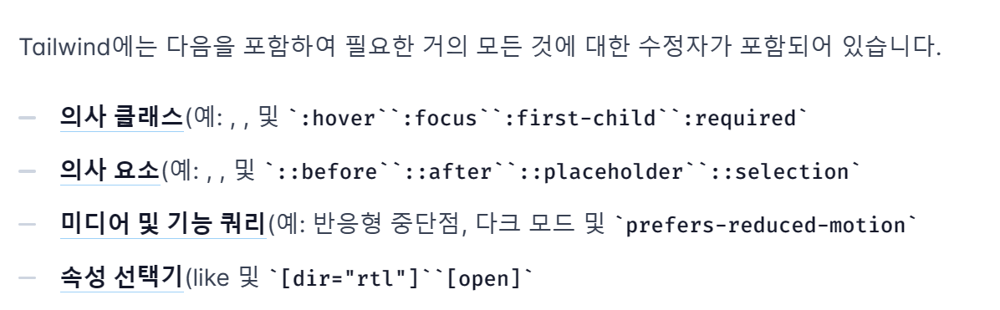 Tailwind에는 다음을 포함하여 필요한 거의 모든 것에 대한 수정자가 포함되어 있습니다.
— 의사 클래스(예: , , 및 `:hover``:focus``:first-child``:required`
— 의사 요소(예: , , 및 `::before``::after``::placeholder``::selection`
— 미디어 및 기능 쿼리(예: 반응형 중단점, 다크 모드 및 `prefers-reduced-motion`
— 속성 선택기(like 및 `[dir="rtl"]``[open]`